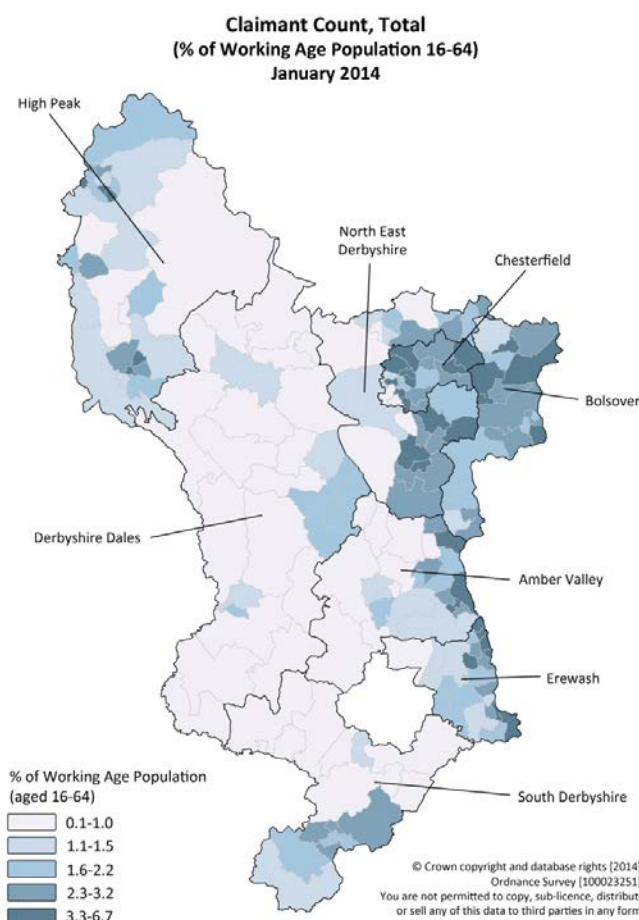 Claimant Count, Total
(% of Working Age Population 16-64)
January 2014
High Peak
North East
Derbyshire
Chesterfield
Bolsover
Derbyshire Dales
Amber Valley
Erewash
South Derbyshire
% of Working Age Population
(aged 16-64)
0.1-1.0
1.1-1.5
1.6-2.2
2.3-3.2
3.3-6.7
© Crown copyright and database rights [2014]
Ordnance Survey [100023251]
You are not permitted to copy, sub-licence, distribut
or sell any of this data to third parties in any form